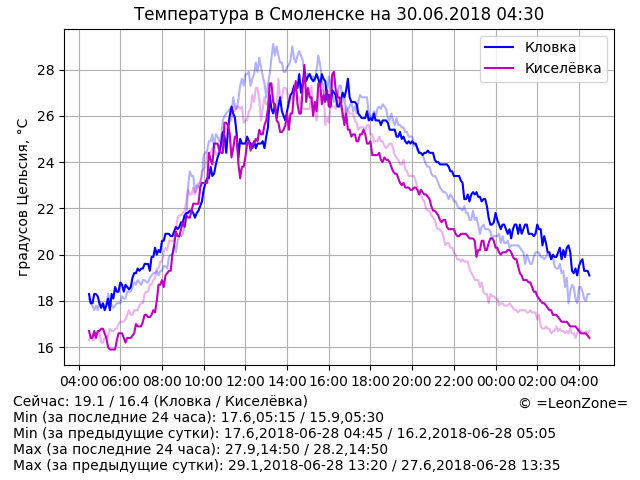 Температура в Смоленске на 30.06.2018 04:30
Кловка
Киселёвка
градусов Цельсия, °C
28
26
24
22
20
18
16
04:00 06:00 08:00 10:00 12:00 14:00 16:00 18:00 20:00 22:00 00:00 02:00 04:00
Сейчас: 19.1 / 16.4 (Кловка / Киселёвка)
© =LeonZone=
Min (за последние 24 часа): 17.6,05:15 / 15.9,05:30
Min (за предыдущие сутки): 17.6,2018-06-28 04:45 / 16.2,2018-06-28 05:05
Max (за последние 24 часа): 27.9,14:50 / 28.2,14:50
Max (за предыдущие сутки): 29.1,2018-06-28 13:20 / 27.6,2018-06-28 13:35